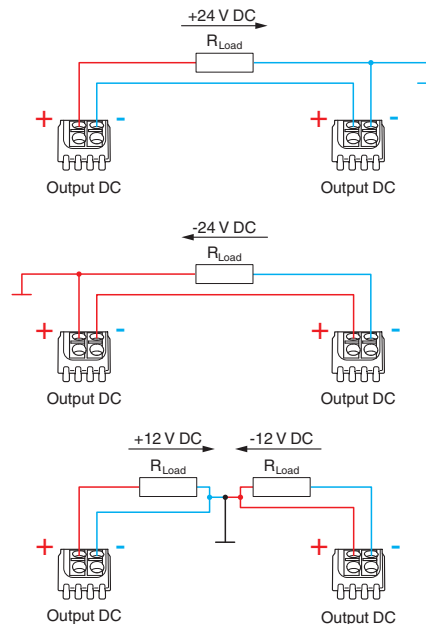 +24 V DC
RLoad
+ - + -
Output DC Output DC
-24 V DC
RLoad
+ - + -
Output DC Output DC
+12 V DC -12 V DC
RLoad RLoad
+ - + -
Output DC Output DC